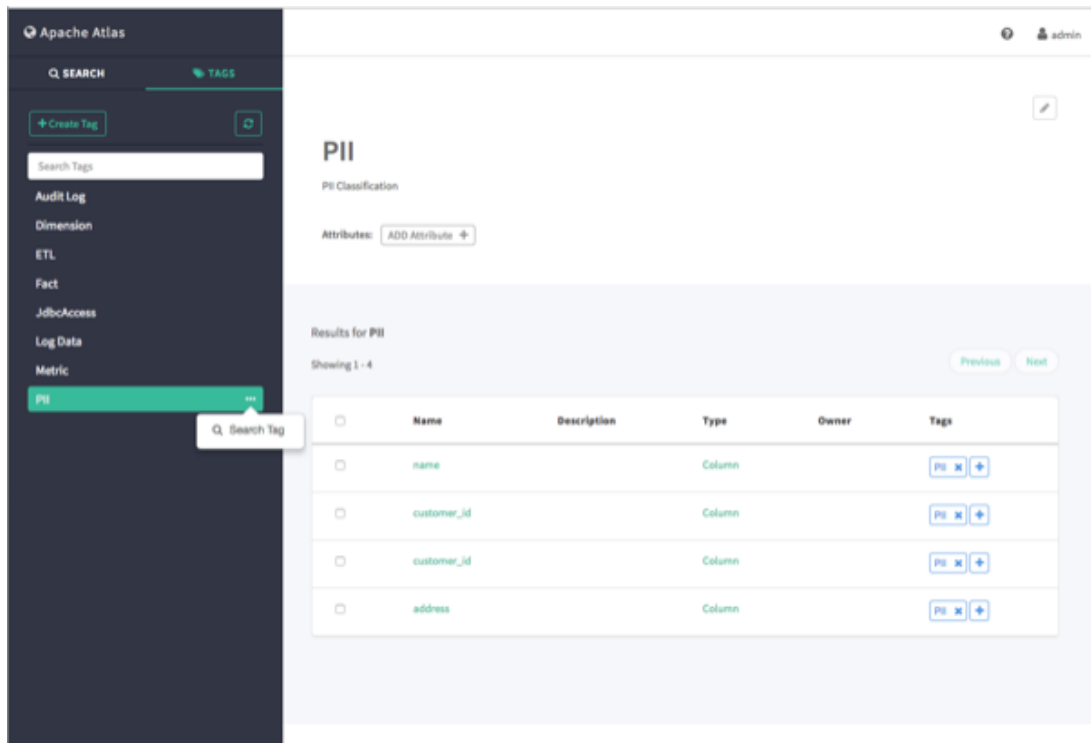 Apache Atlas
admin
SEARCH TAGS
+ Create Tag
Search Tags
Audit Log
Dimension
ETL
Fact
JdbcAccess
Log Data
Metric
PII
Search Tag
PII
PII Classification
Attributes: ADD Attribute +
Results for PII
Showing 1 - 4
Previous Next
Name Description Type Owner Tags
name Column PII
customer_id Column PII
customer_id Column PII
address Column PII